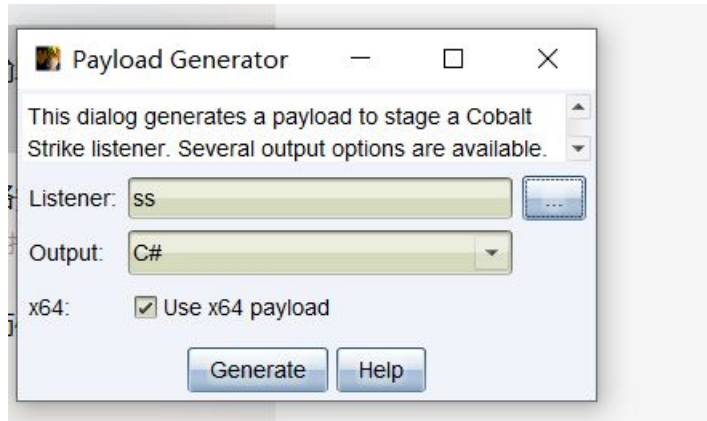 Payload Generator
This dialog generates a payload to stage a Cobalt
Strike listener. Several output options are available.
Listener: ss ...
Output: C#
x64: Use x64 payload
Generate Help